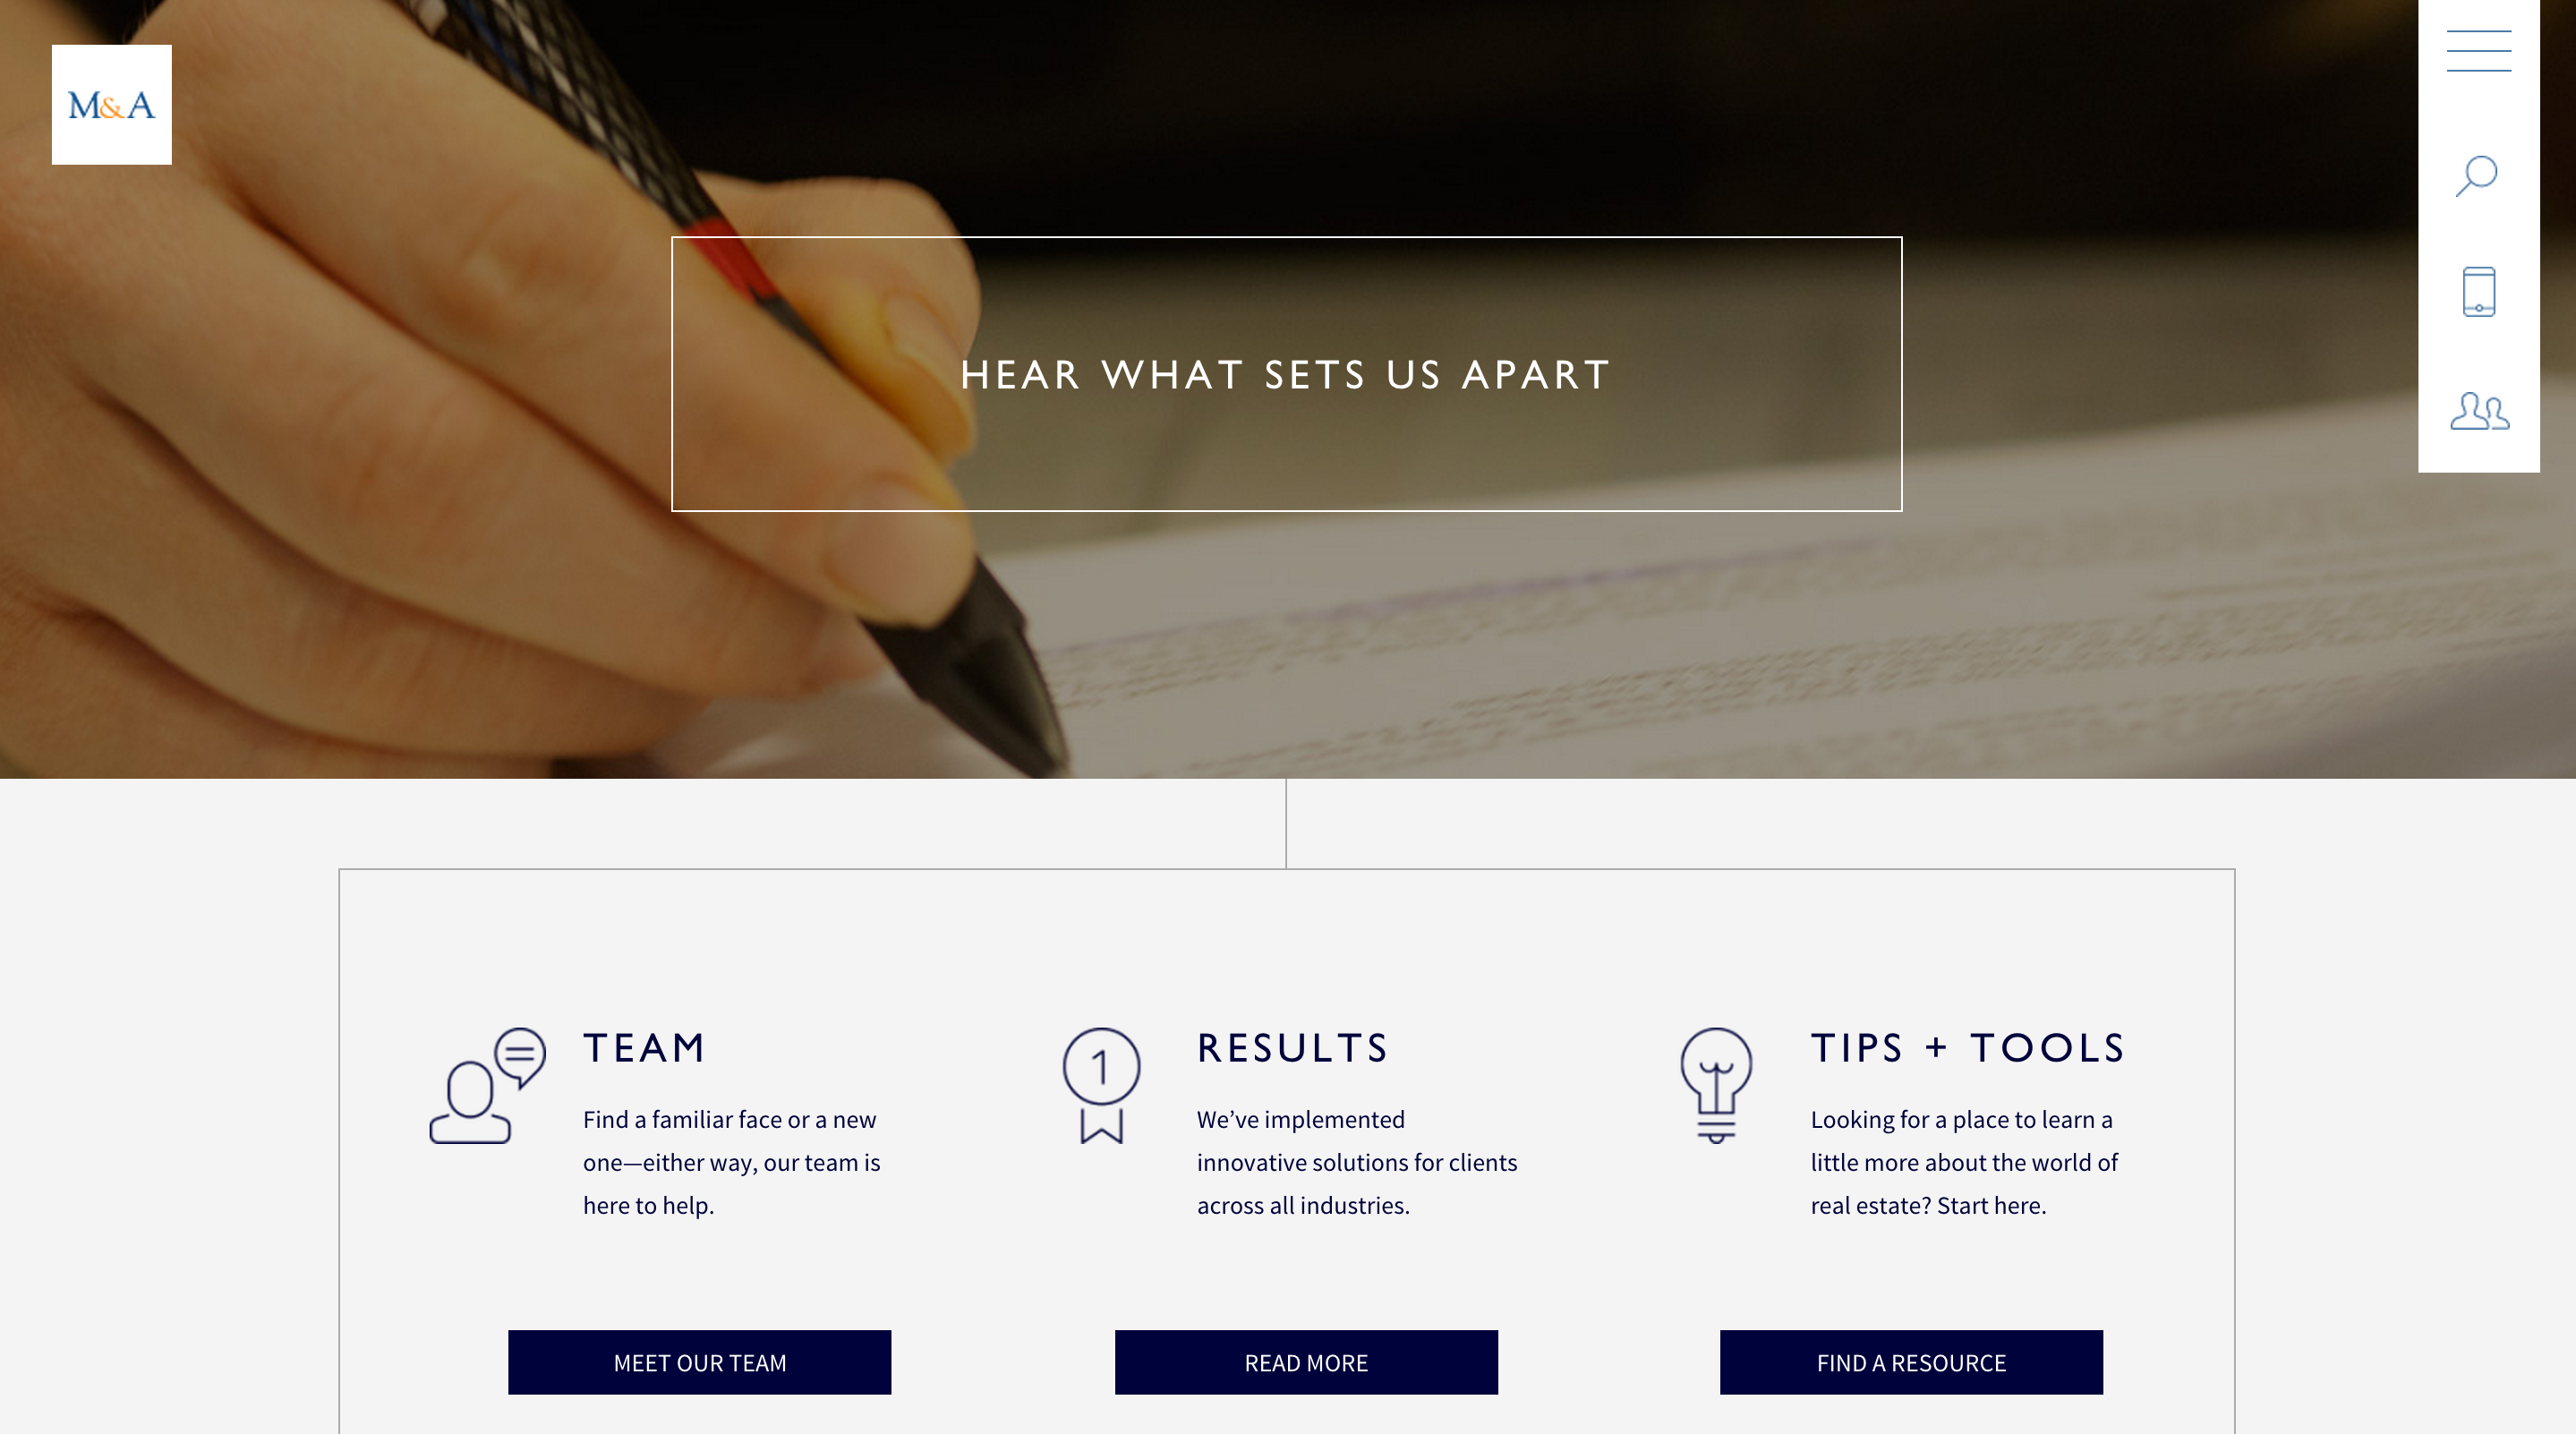 M&A
HEAR WHAT SETS US APART
TEAM
Find a familiar face or a new
one—either way, our team is
here to help.
MEET OUR TEAM
1
RESULTS
We’ve implemented
innovative solutions for clients
across all industries.
READ MORE
TIPS + TOOLS
Looking for a place to learn a
little more about the world of
real estate? Start here.
FIND A RESOURCE